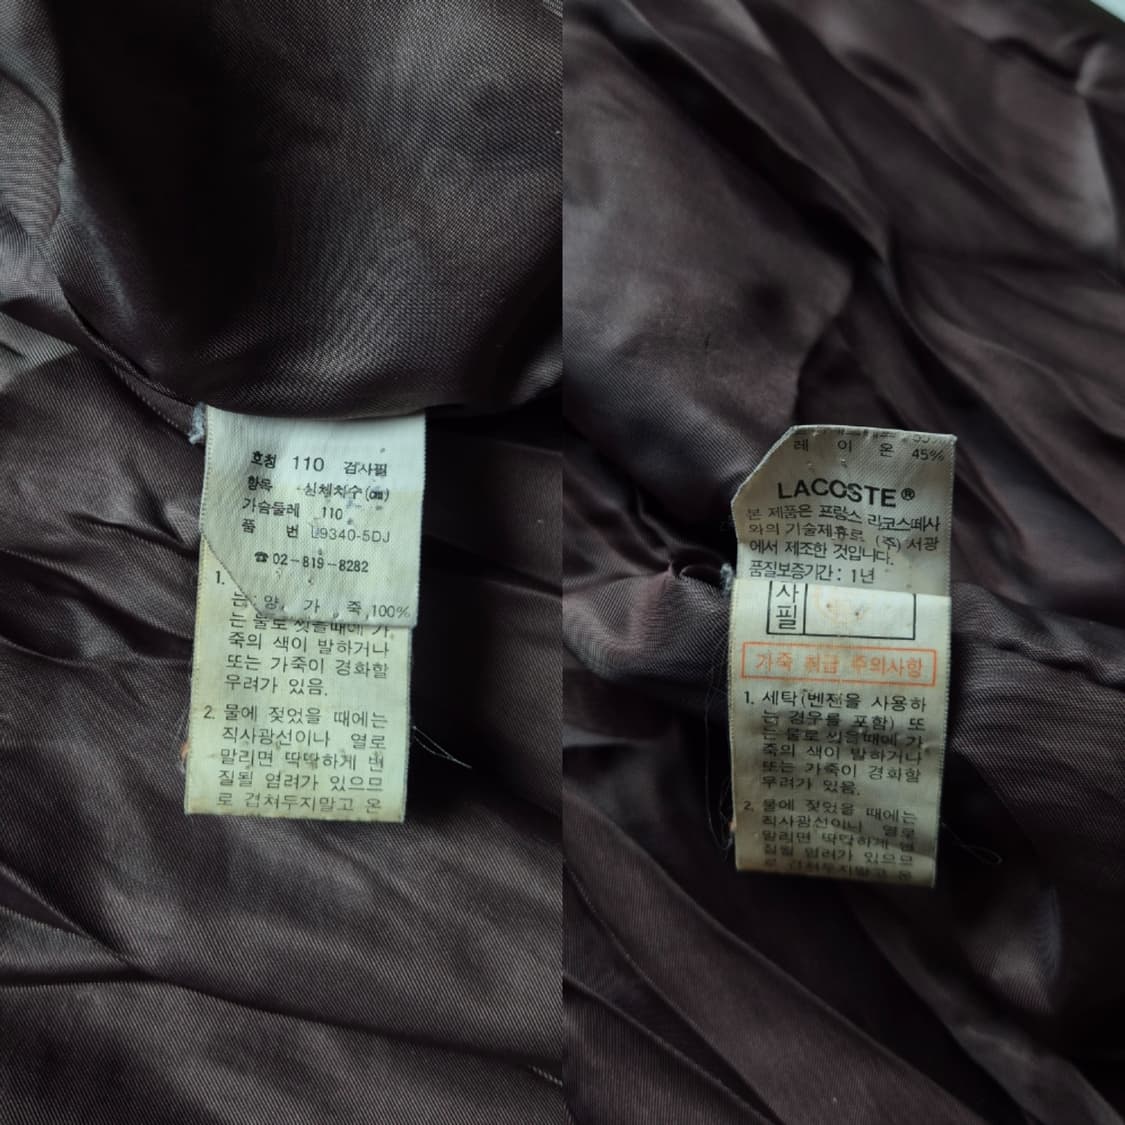 호칭 110 검사필
항목 신체치수(㎝)
가슴둘레 110
품 번 L9340-5DJ
☎02-819-8282
양 가 죽 100%
1.
는 물로 씻을때에 가
죽의 색이 발하거나
또는 가죽이 경화할
우려가 있음.
2. 물에 젖었을 때에는
직사광선이나 열로
말리면 딱딱하게 변
질될 염려가 있으므
로 겹쳐두지말고 온
레 이 온 45%
LACOSTE®
본 제품은 프랑스 라코스떼사
와의 기술제휴로 (주) 서광
에서 제조한 것입니다.
품질보증기간 : 1년
사
필
가죽 취급 주의사항
1. 세탁(벤젠을 사용하
는 경우를 포함) 또
는 물로 씻을때에 가
죽의 색이 발하거나
또는 가죽이 경화할
우려가 있음.
2. 물에 젖었을 때에는
직사광선이나 열로
말리면 딱딱하게 변
질될 염려가 있으므
로 겹쳐두지말고 온